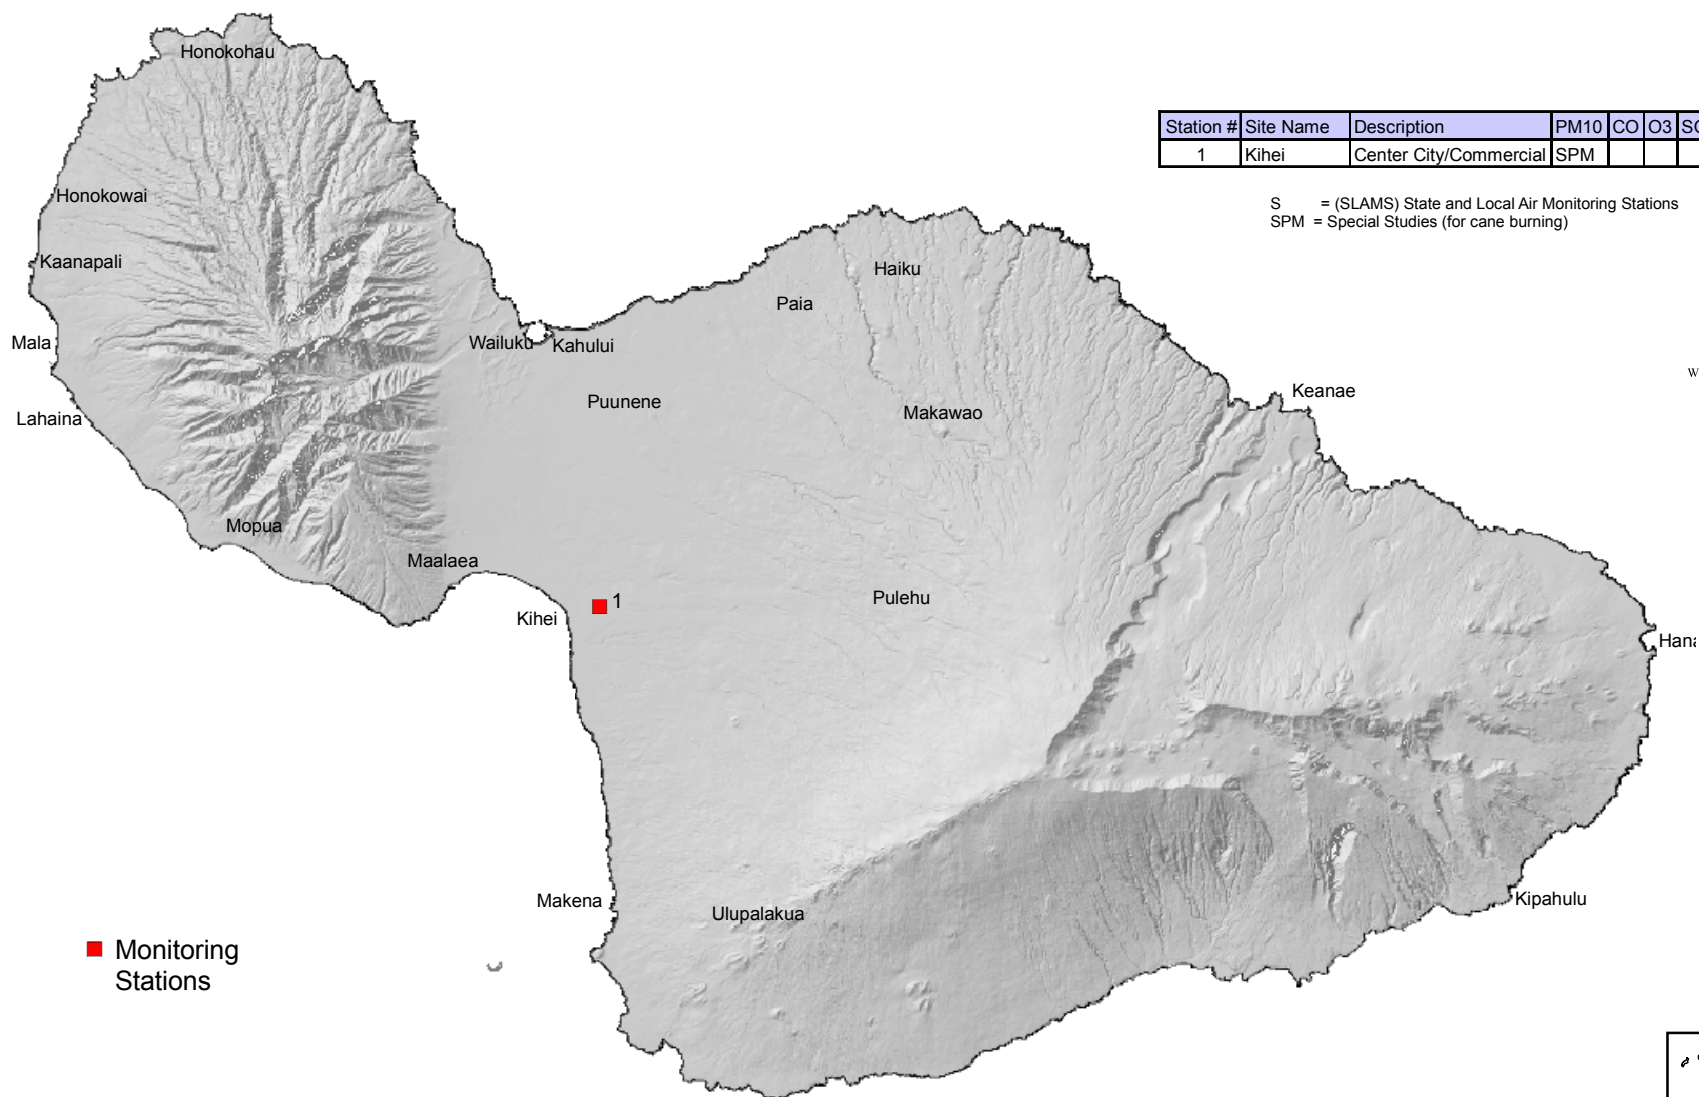 Honokohau
Station # Site Name Description PM10 CO O3
1 Kihei Center City/Commercial SPM
S = (SLAMS) State and Local Air Monitoring Stations
SPM = Special Studies (for cane burning)
Honokowai
Kaanapali
Haiku
Paia
Mala
Wailuku
Kahului
W
Keanae
Puunene
Makawao
Lahaina
Mopua
Maalaea
Pulehu
1
Kihei
Makena
Ulupalakua
Kipahulu
Monitoring
Stations